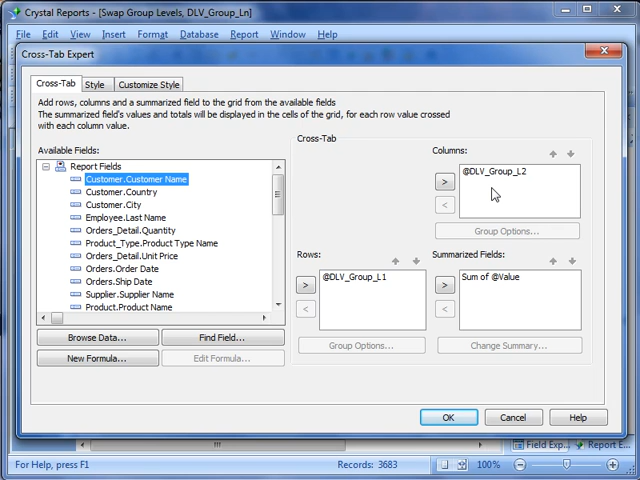 Crystal Reports - [Swap Group Levels, DLV_Group_Ln]
File Edit View Insert Format Database Report Window Help
Cross-Tab Expert
Cross-Tab Style Customize Style
Add rows, columns and a summarized field to the grid from the available fields
The summarized field's values and totals will be displayed in the cells of the grid, for each row value crossed
with each column value.
Available Fields:
Report Fields
Customer.Customer Name
Customer.Country
Customer.City
Employee.Last Name
Orders_Detail.Quantity
Product_Type.Product Type Name
Orders_Detail.Unit Price
Orders.Order Date
Orders.Ship Date
Supplier.Supplier Name
Product.Product Name
Browse Data... Find Field...
New Formula... Edit Formula...
Cross-Tab
Columns:
@DLV_Group_L2
> <
Group Options...
Rows:
@DLV_Group_L1
> <
Group Options...
Summarized Fields:
Sum of @Value
> <
Change Summary...
OK Cancel Help
Field Exp... Report E...
For Help, press F1 Records: 3683 100%